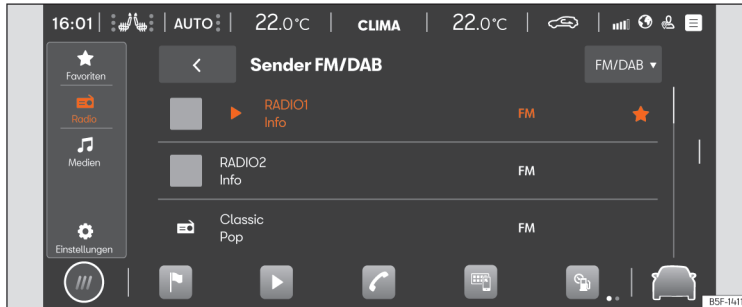 16:01 AUTO 22.0°C CLIMA 22.0°C
Sender FM/DAB FM/DAB
Favoriten
RADIO1
Info FM
Radio
Medien
RADIO2
Info FM
Classic
Pop FM
Einstellungen
B5F-1411